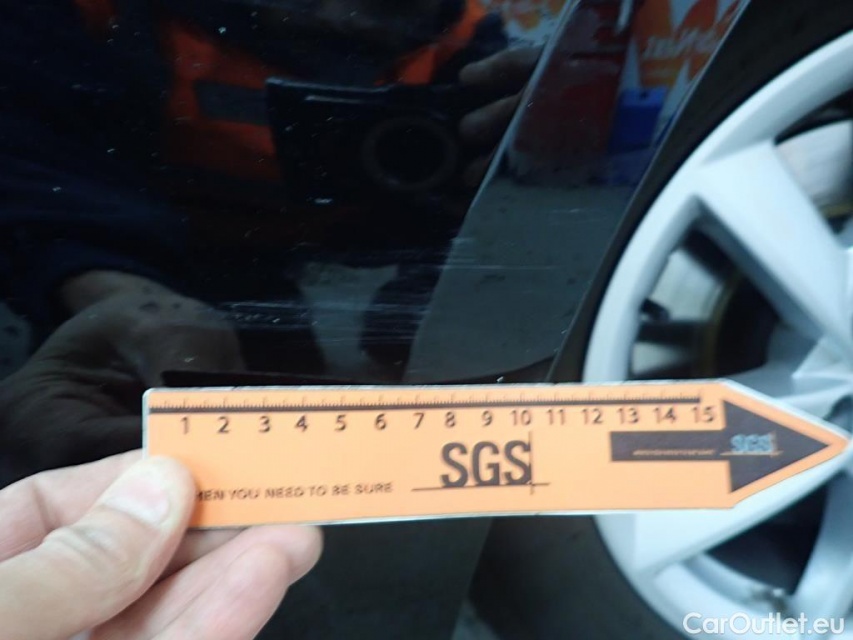 1 2 3 4 5 6 7 8 9 10 11 12 13 14 15
SGS
SGS
HEN YOU NEED TO BE SURE
CarOutlet.eu